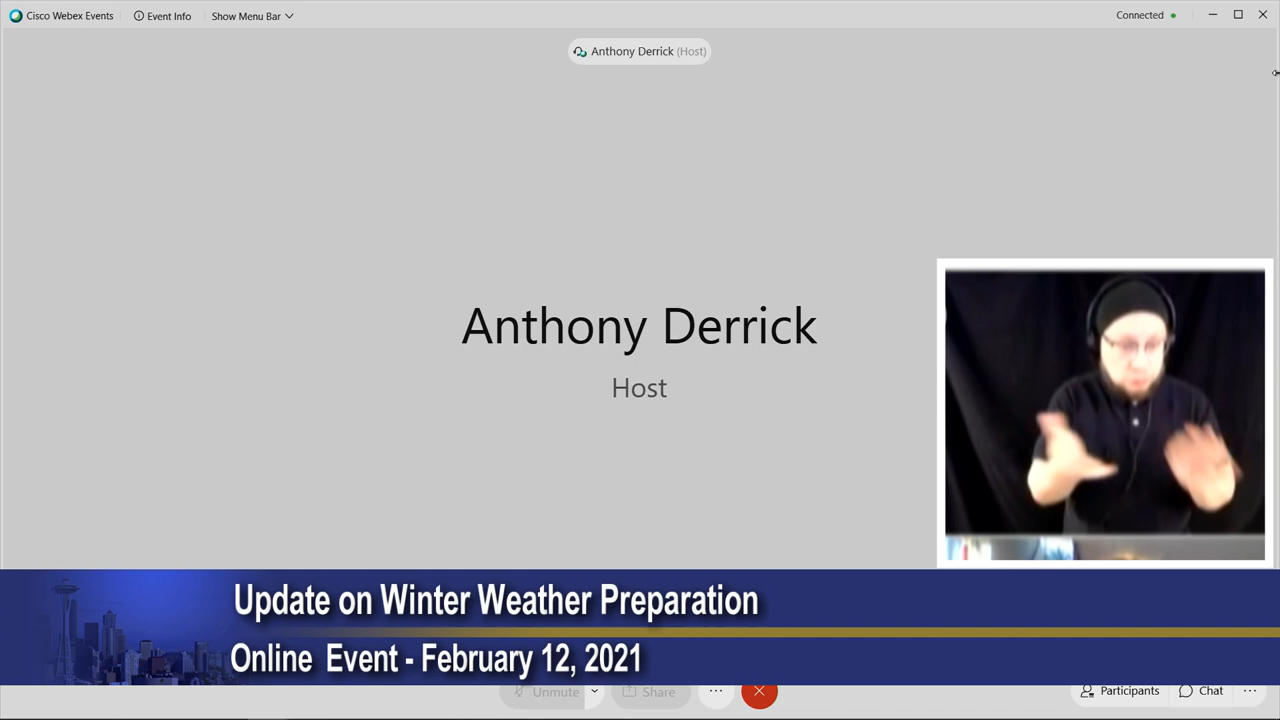 Cisco Webex Events
Event Info
Show Menu Bar
Connected
Anthony Derrick (Host)
Anthony Derrick
Host
Update on Winter Weather Preparation
Online Event - February 12, 2021
Unmute
Share
Participants
Chat